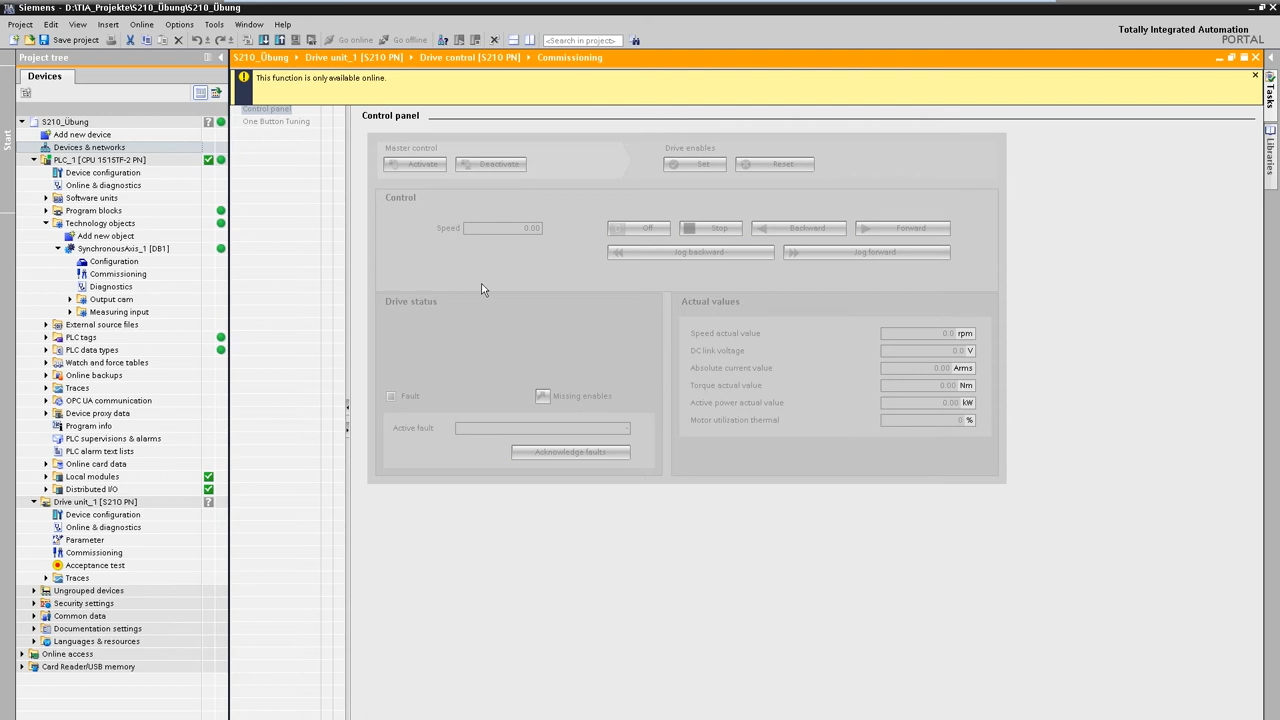 Siemens - D:\TIA_Projekte\S210_Übung\S210_Übung
Project Edit View Insert Online Options Tools Window Help
Totally Integrated Automation
PORTAL
Save project Go online Go offline <Search in project>
Project tree
S210_Übung Drive unit_1 [S210 PN] Drive control [S210 PN] Commissioning
Devices
This function is only available online.
Control panel
One Button Tuning
Start
Tasks
Libraries
S210_Übung
Add new device
Devices & networks
PLC_1 [CPU 1515TF-2 PN]
Device configuration
Online & diagnostics
Software units
Program blocks
Technology objects
Add new object
SynchronousAxis_1 [DB1]
Configuration
Commissioning
Diagnostics
Output cam
Measuring input
External source files
PLC tags
PLC data types
Watch and force tables
Online backups
Traces
OPC UA communication
Device proxy data
Program info
PLC supervisions & alarms
PLC alarm text lists
Online card data
Local modules
Distributed I/O
Drive unit_1 [S210 PN]
Device configuration
Online & diagnostics
Parameter
Commissioning
Acceptance test
Traces
Ungrouped devices
Security settings
Common data
Documentation settings
Languages & resources
Online access
Card Reader/USB memory
Control panel
Master control
Activate Deactivate
Drive enables
Set Reset
Control
Speed 0.00
Off Stop Backward Forward
Jog backward Jog forward
Drive status
Fault Missing enables
Active fault -
Acknowledge faults
Actual values
Speed actual value 0.0 rpm
DC link voltage 0.0 V
Absolute current value 0.00 Arms
Torque actual value 0.00 Nm
Active power actual value 0.00 kW
Motor utilization thermal 0 %